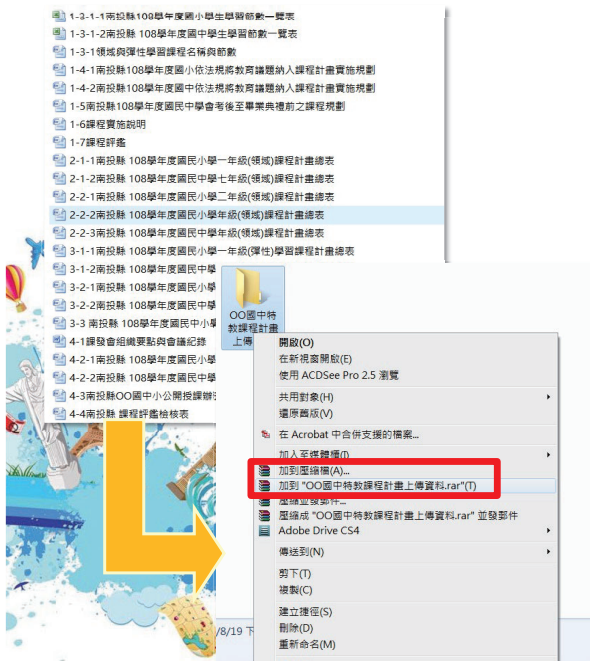 1-3-1-1南投縣108學年度國小學生學習節數一覽表
1-3-1-2南投縣 108學年度國中學生學習節數一覽表
1-3-1領域與彈性學習課程名稱與節數
1-4-1南投縣108學年度國小依法規將教育議題納入課程計畫實施規劃
1-4-2南投縣108學年度國中依法規將教育議題納入課程計畫實施規劃
1-5南投縣108學年度國民中學會考後至畢業典禮前之課程規劃
1-6課程實施說明
1-7課程評鑑
2-1-1南投縣 108學年度國民小學一年級(領域)課程計畫總表
2-1-2南投縣 108學年度國民中學七年級(領域)課程計畫總表
2-2-1南投縣 108學年度國民小學二年級(領域)課程計畫總表
2-2-2南投縣 108學年度國民小學年級(領域)課程計畫總表
2-2-3南投縣 108學年度國民中學年級(領域)課程計畫總表
3-1-1南投縣 108學年度國民小學一年級(彈性)學習課程計畫總表
3-1-2南投縣 108學年度國民中學
3-2-1南投縣 108學年度國民小學
3-2-2南投縣 108學年度國民中學
3-3 南投縣 108學年度國民中小學
4-1課發會組織要點與會議紀錄
4-2-1南投縣 108學年度國民小學
4-2-2南投縣 108學年度國民中學
4-3南投縣OO國中小公開授課辦法
4-4南投縣 課程評鑑檢核表
OO國中特
教課程計畫
上傳
開啟(O)
在新視窗開啟(E)
使用 ACDSee Pro 2.5 瀏覽
共用對象(H)
還原舊版(V)
在 Acrobat 中合併支援的檔案...
加入至媒體櫃(I)
加到壓縮檔(A)...
加到 "OO國中特教課程計畫上傳資料.rar"(T)
壓縮並發郵件...
壓縮成 "OO國中特教課程計畫上傳資料.rar" 並發郵件
Adobe Drive CS4
傳送到(N)
剪下(T)
複製(C)
建立捷徑(S)
刪除(D)
重新命名(M)
/8/19 下